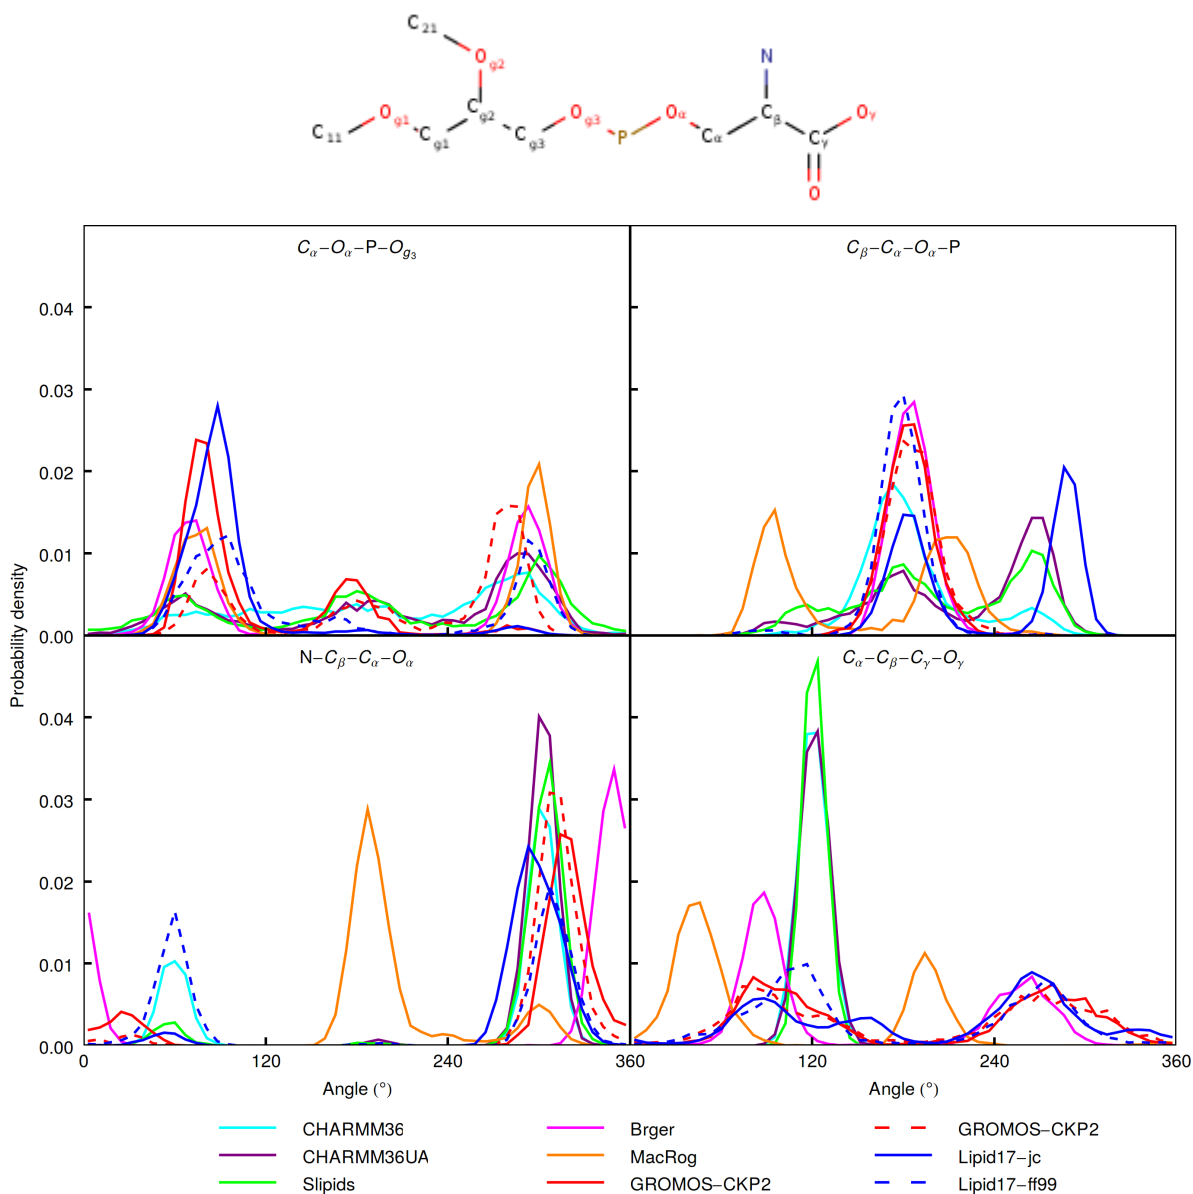 C21
Og2
N
C11 Og1 Cg1 Cg2 Cg3 Og3 P Oα Cα Cβ Cγ Oγ
O
Cα−Oα−P−Og3
Cβ−Cα−Oα−P
0.04
0.03
0.02
0.01
0.00
Probability density
N−Cβ−Cα−Oα
Cα−Cβ−Cγ−Oγ
0.04
0.03
0.02
0.01
0.00
0 120 240 360 120 240 360
Angle (°) Angle (°)
CHARMM36 Brger GROMOS−CKP2
CHARMM36UA MacRog Lipid17−jc
Slipids GROMOS−CKP2 Lipid17−ff99